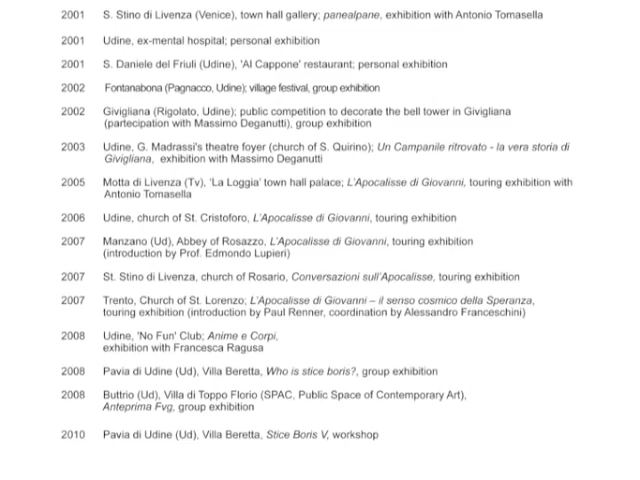 2001 S. Stino di Livenza (Venice), town hall gallery; panealpane, exhibition with Antonio Tomasella
2001 Udine, ex-mental hospital; personal exhibition
2001 S. Daniele del Friuli (Udine), 'Al Cappone' restaurant; personal exhibition
2002 Fontanabona (Pagnacco, Udine); village festival, group exhibition
2002 Givigliana (Rigolato, Udine); public competition to decorate the bell tower in Givigliana
(partecipation with Massimo Deganutti), group exhibition
2003 Udine, G. Madrassi's theatre foyer (church of S. Quirino); Un Campanile ritrovato - la vera storia di
Givigliana, exhibition with Massimo Deganutti
2005 Motta di Livenza (Tv), 'La Loggia' town hall palace; L'Apocalisse di Giovanni, touring exhibition with
Antonio Tomasella
2006 Udine, church of St. Cristoforo, L'Apocalisse di Giovanni, touring exhibition
2007 Manzano (Ud), Abbey of Rosazzo, L'Apocalisse di Giovanni, touring exhibition
(introduction by Prof. Edmondo Lupieri)
2007 St. Stino di Livenza, church of Rosario, Conversazioni sull'Apocalisse, touring exhibition
2007 Trento, Church of St. Lorenzo; L'Apocalisse di Giovanni – il senso cosmico della Speranza,
touring exhibition (introduction by Paul Renner, coordination by Alessandro Franceschini)
2008 Udine, 'No Fun' Club; Anime e Corpi,
exhibition with Francesca Ragusa
2008 Pavia di Udine (Ud), Villa Beretta, Who is stice boris?, group exhibition
2008 Buttrio (Ud), Villa di Toppo Florio (SPAC, Public Space of Contemporary Art),
Anteprima Fvg, group exhibition
2010 Pavia di Udine (Ud), Villa Beretta, Stice Boris V, workshop